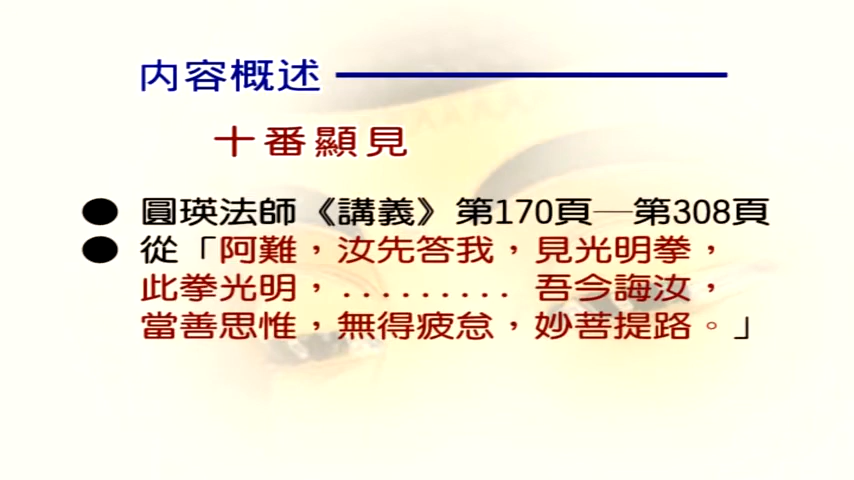 內容概述
十番顯見
● 圓瑛法師《講義》第170頁—第308頁
● 從「阿難，汝先答我，見光明拳，
此拳光明，......... 吾今誨汝，
當善思惟，無得疲怠，妙菩提路。」